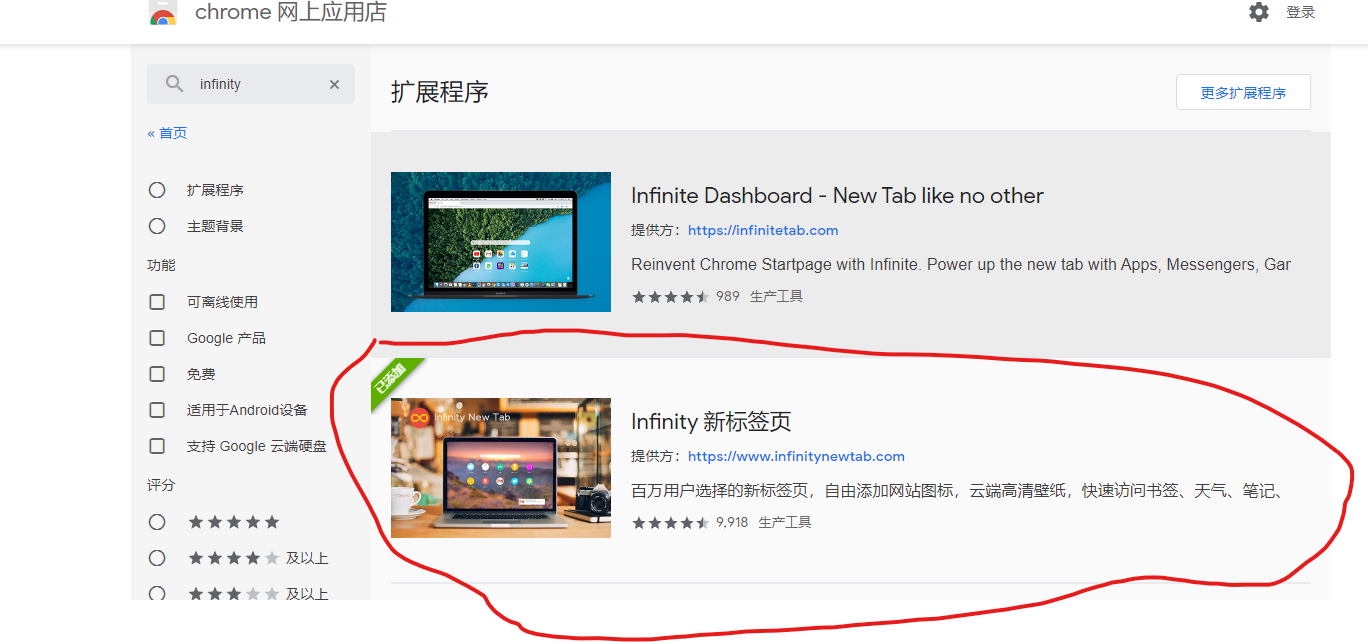 chrome 网上应用店
登录
infinity
« 首页
扩展程序
主题背景
功能
可离线使用
Google 产品
免费
适用于Android设备
支持 Google 云端硬盘
评分
及以上
及以上
扩展程序
更多扩展程序
Infinite Dashboard - New Tab like no other
提供方：https://infinitetab.com
Reinvent Chrome Startpage with Infinite. Power up the new tab with Apps, Messengers, Gar
989 生产工具
已添加
Infinity New Tab
Infinity 新标签页
提供方：https://www.infinitynewtab.com
百万用户选择的新标签页，自由添加网站图标，云端高清壁纸，快速访问书签、天气、笔记、
9,918 生产工具